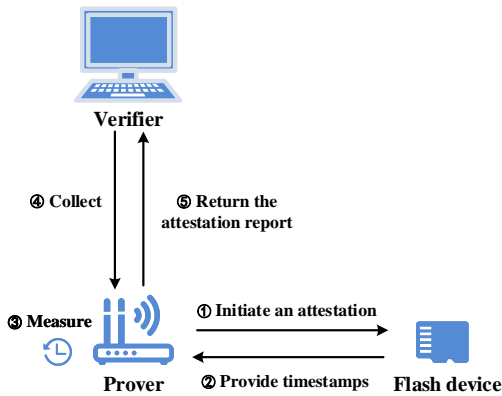 Verifier
④ Collect
⑤ Return the
attestation report
① Initiate an attestation
③ Measure
② Provide timestamps
Prover
Flash device